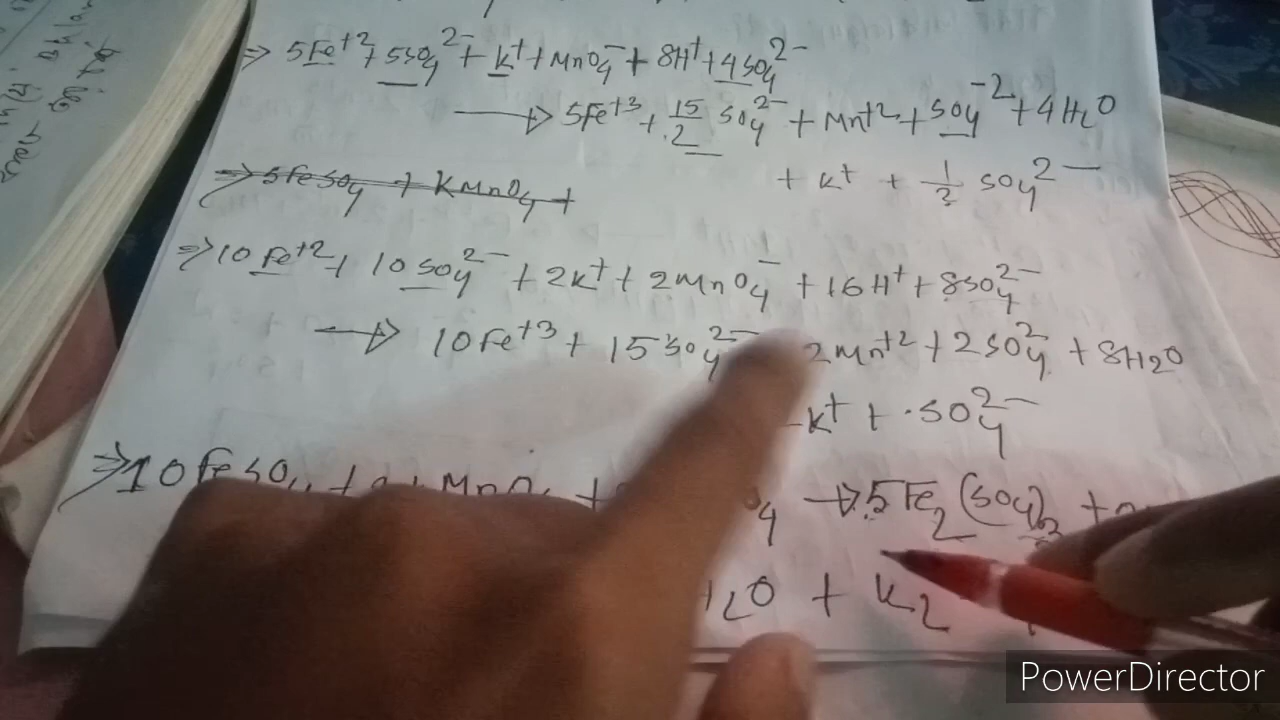 ⇒ 5Fe⁺² + 5SO₄²⁻ + K⁺ + MnO₄⁻ + 8H⁺ + 4SO₄²⁻
→ 5Fe⁺³ + 15/2 SO₄²⁻ + Mn⁺² + SO₄⁻² + 4H₂O
+ K⁺ + 1/2 SO₄²⁻
⇒ 5FeSO₄ + KMnO₄ +
⇒ 10Fe⁺² + 10SO₄²⁻ + 2K⁺ + 2MnO₄⁻ + 16H⁺ + 8SO₄²⁻
→ 10Fe⁺³ + 15SO₄²⁻ 2Mn⁺² + 2SO₄² + 8H₂O
K⁺ + SO₄²⁻
⇒ 10FeSO₄ + MnO₄ + → 5Fe₂(SO₄)₃ +
₂O + K₂
PowerDirector